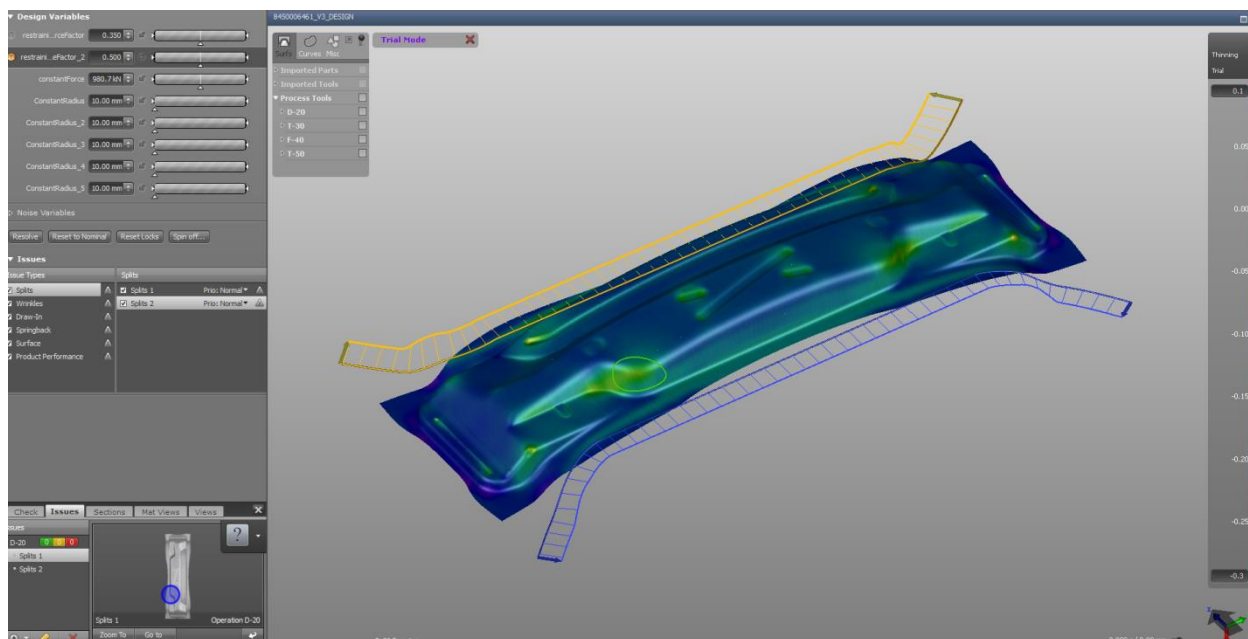 ▼ Design Variables
restraini...rceFactor 0.350
restraini...eFactor_2 0.500
constantForce 980.7 kN
ConstantRadius 10.00 mm
ConstantRadius_2 10.00 mm
ConstantRadius_3 10.00 mm
ConstantRadius_4 10.00 mm
ConstantRadius_5 10.00 mm
Noise Variables
Resolve Reset to Nominal Reset Locks Spin off...
▼ Issues
Issue Types Splits
Splits
Wrinkles
Draw-In
Springback
Surface
Product Performance
Splits 1 Prio: Normal
Splits 2 Prio: Normal
Check Issues Sections Mat Views Views
D-20 0 0
Splits 1
Splits 2
?
Splits 1 Operation D-20
Zoom To Go to
8450006461_V3_DESIGN
Surfs Curves Misc
Imported Parts
Imported Tools
Process Tools
D-20
T-30
F-40
T-50
Trial Mode
Thinning
Trial
0.1
0.05
0.00
-0.05
-0.10
-0.15
-0.20
-0.25
-0.3